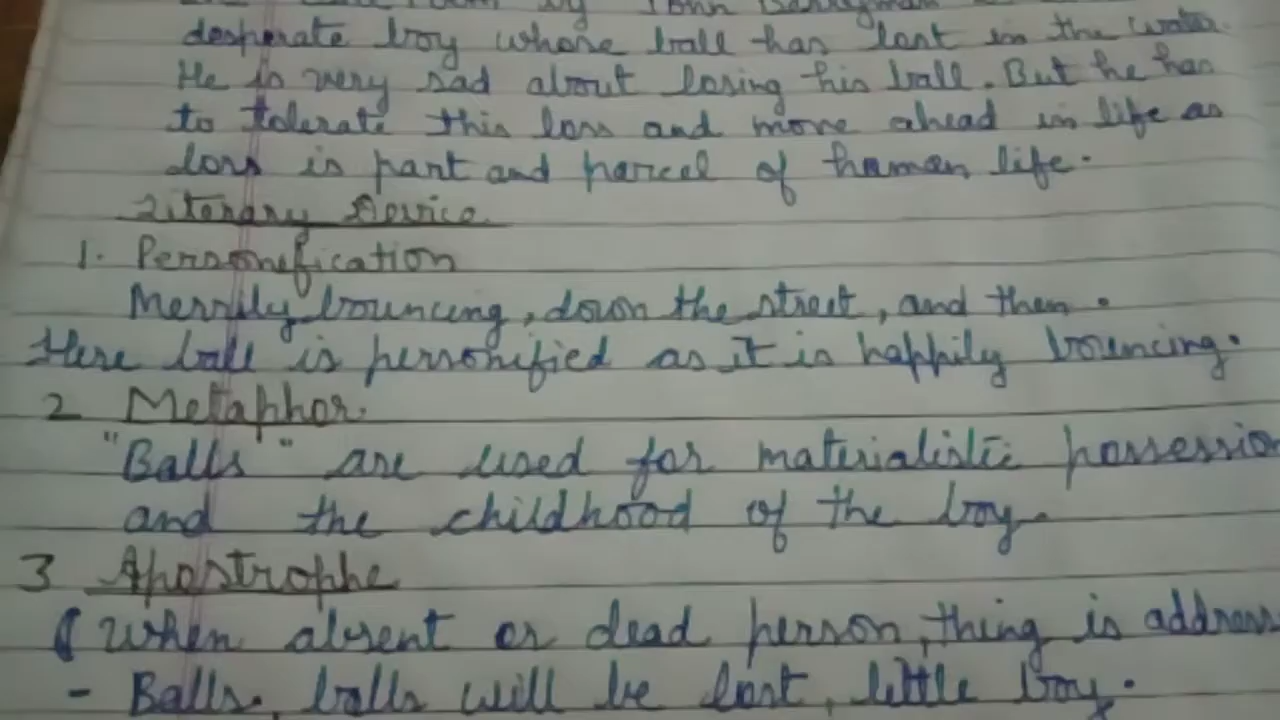 by John Berryman
desperate boy whose ball has lost in the water.
He is very sad about losing his ball. But he has
to tolerate this loss and move ahead in life as
loss is part and parcel of human life.
Literary Device
1. Personification
Merrily bouncing, down the street, and then.
Here ball is personified as it is happily bouncing.
2 Metaphor.
"Balls" are used for materialistic possessio
and the childhood of the boy.
3 Apostrophe
( When absent or dead person, thing is address
- Balls, balls will be lost, little boy.